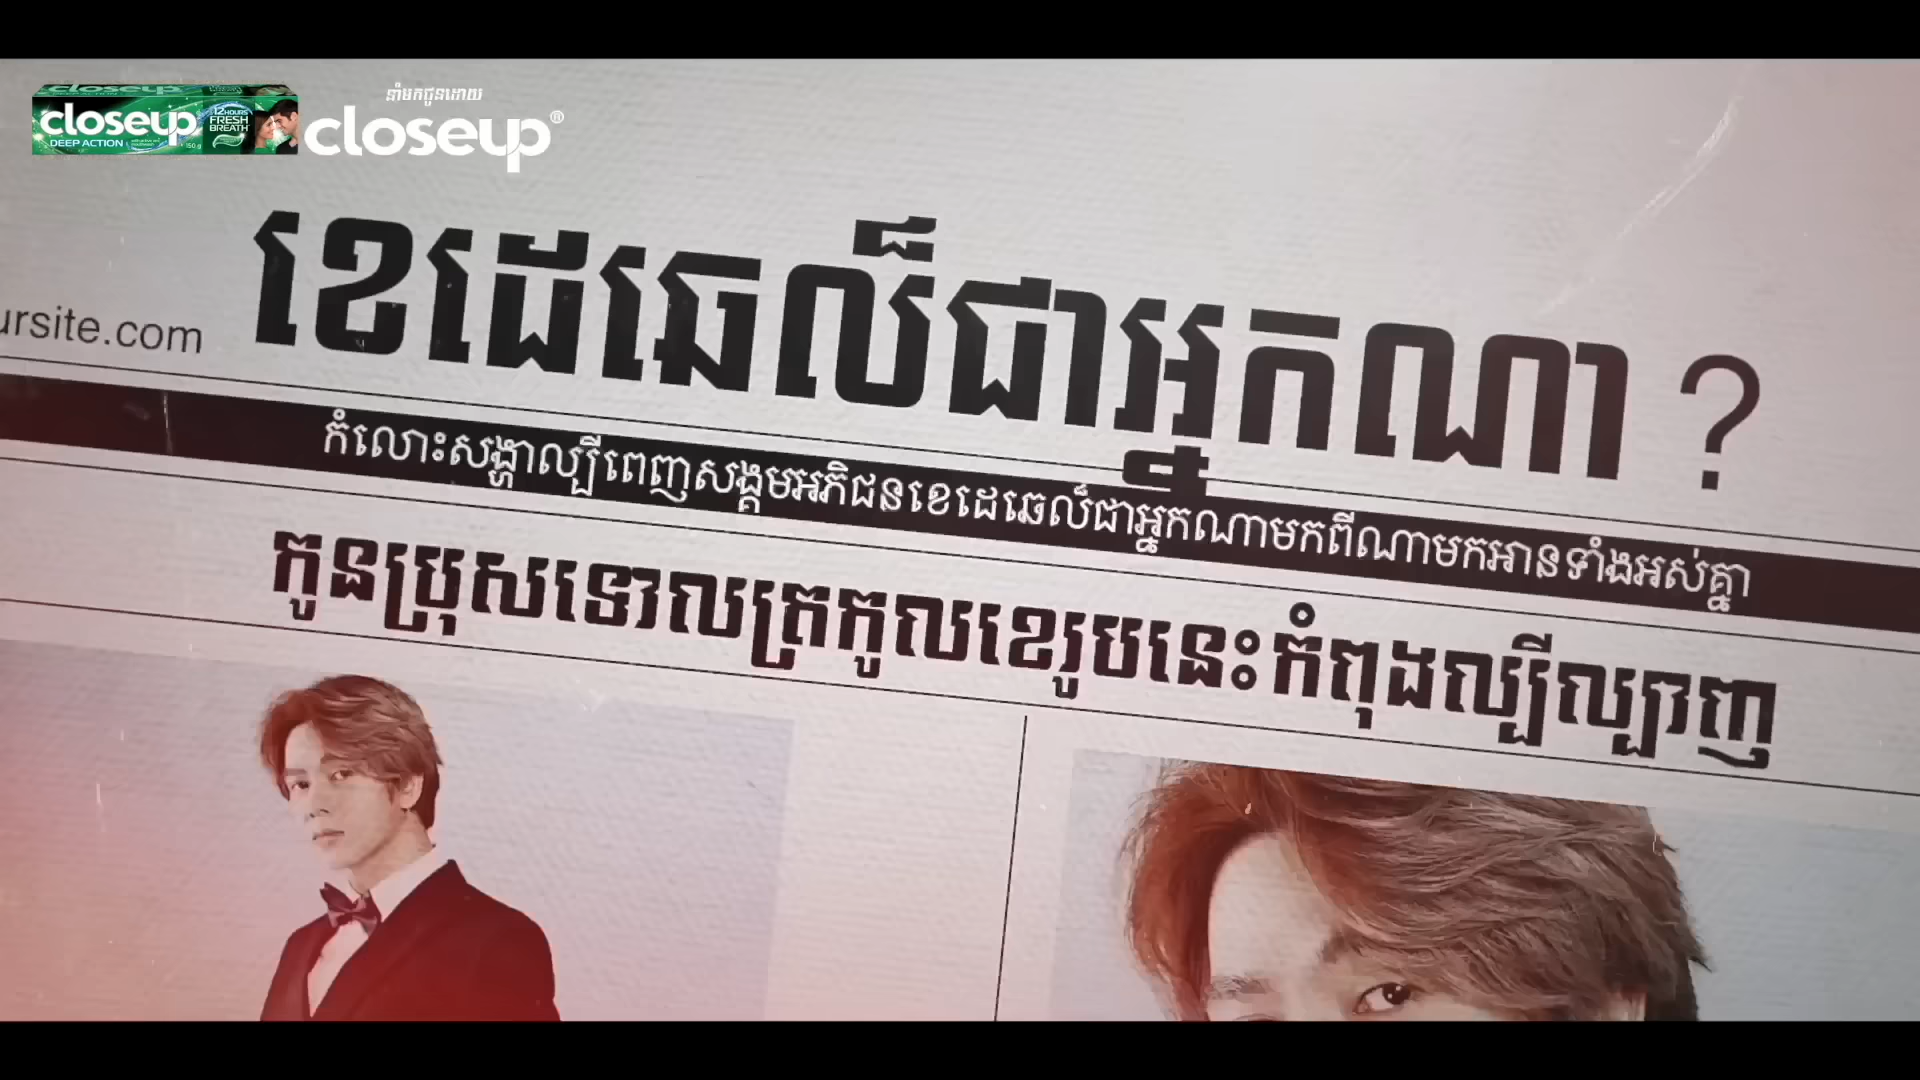 closeup
closeup
DEEP ACTION
12 HOURS
FRESH
BREATH
150 g
នាំមកជូនដោយ
closeup®
ursite.com
ខេដេឆេល៏ជាអ្នកណា ?
កំលោះសង្ហាល្បីពេញសង្គមអភិជនខេដេឆេល៏ជាអ្នកណាមកពីណាមកអានទាំងអស់គ្នា
កូនប្រុសទោលត្រកូលខេរូបនេះកំពុងល្បីល្បាញ